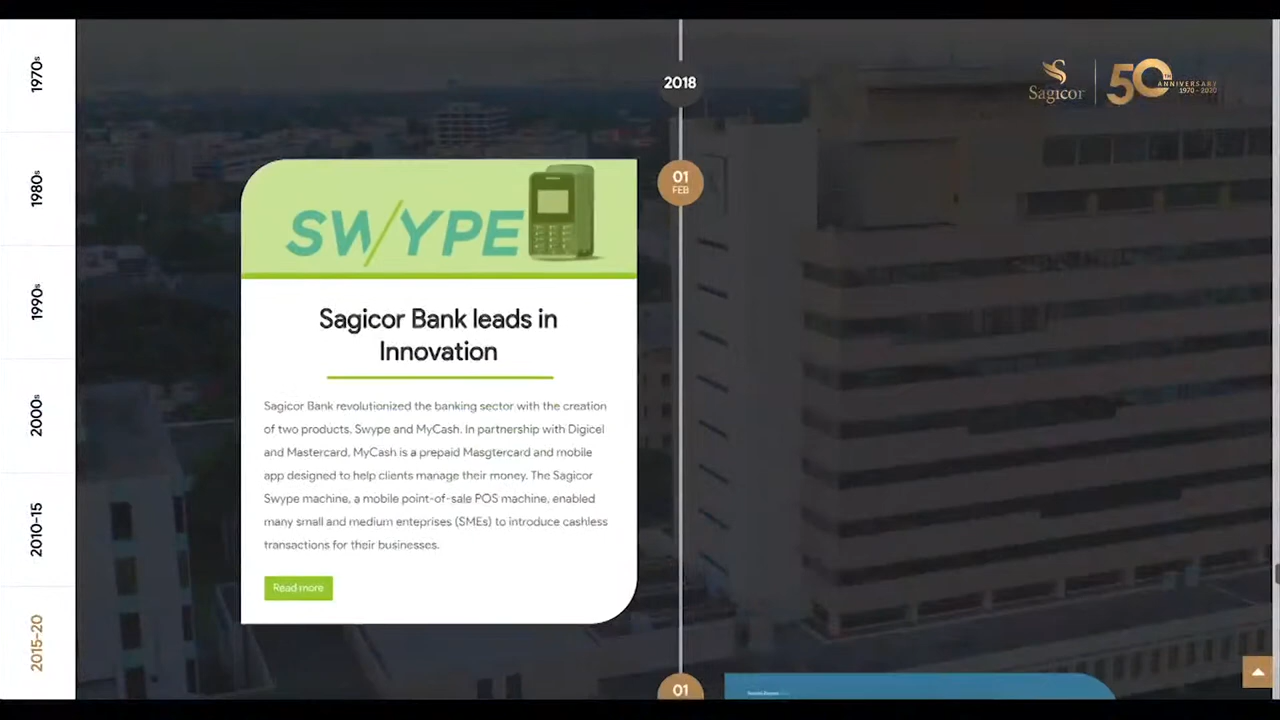 1970s
1980s
1990s
2000s
2010-15
2015-20
2018
Sagicor
50TH
ANNIVERSARY
1970 - 2020
01
FEB
SWYPE
Sagicor Bank leads in
Innovation
Sagicor Bank revolutionized the banking sector with the creation
of two products, Swype and MyCash. In partnership with Digicel
and Mastercard, MyCash is a prepaid Masgtercard and mobile
app designed to help clients manage their money. The Sagicor
Swype machine, a mobile point-of-sale POS machine, enabled
many small and medium enteprises (SMEs) to introduce cashless
transactions for their businesses.
Read more
01